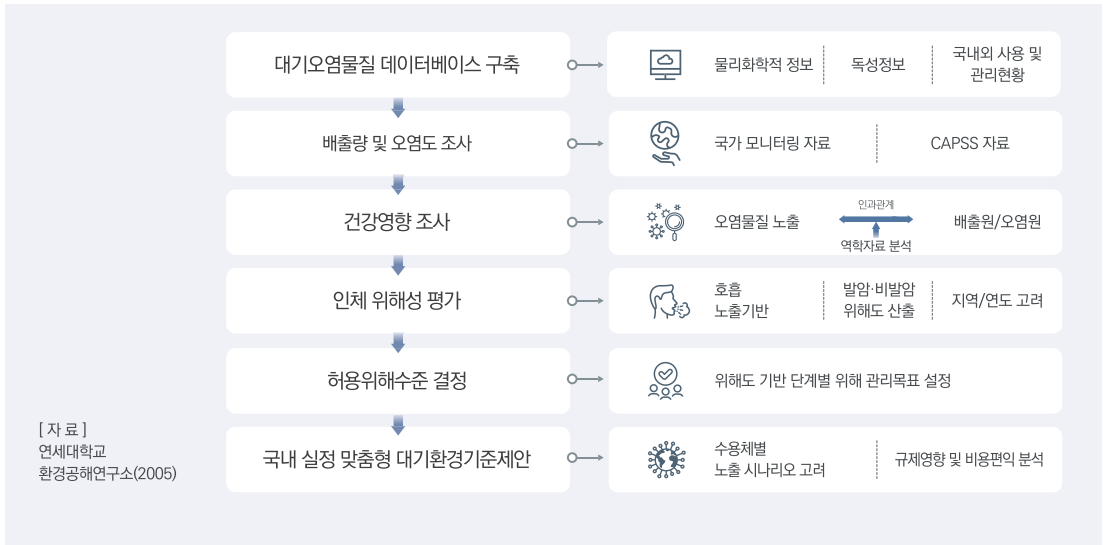 대기오염물질 데이터베이스 구축
물리화학적 정보
독성정보
국내외 사용 및
관리현황
배출량 및 오염도 조사
국가 모니터링 자료
CAPSS 자료
건강영향 조사
오염물질 노출
인과관계
역학자료 분석
배출원/오염원
인체 위해성 평가
호흡
노출기반
발암·비발암
위해도 산출
지역/연도 고려
허용위해수준 결정
위해도 기반 단계별 위해 관리목표 설정
국내 실정 맞춤형 대기환경기준제안
수용체별
노출 시나리오 고려
규제영향 및 비용편익 분석
[ 자 료 ]
연세대학교
환경공해연구소(2005)